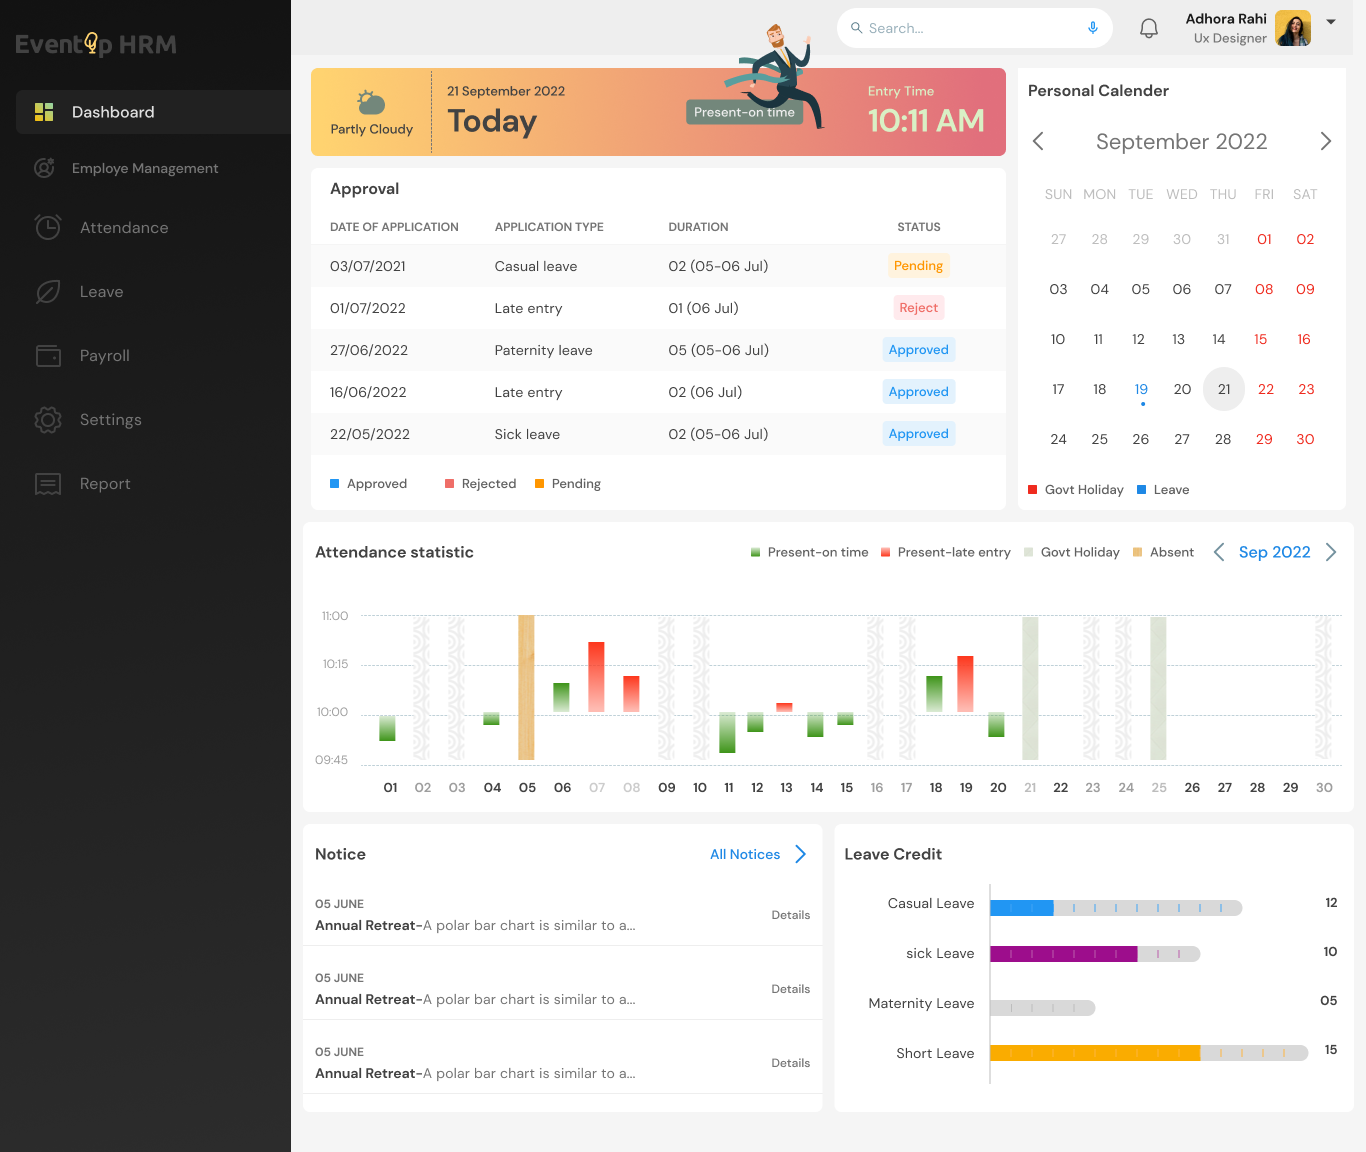 EventUp HRM
Dashboard
Employe Management
Attendance
Leave
Payroll
Settings
Report
Search...
Adhora Rahi
Ux Designer
Partly Cloudy
21 September 2022
Today
Present-on time
Entry Time
10:11 AM
Approval
DATE OF APPLICATION APPLICATION TYPE DURATION STATUS
03/07/2021 Casual leave 02 (05-06 Jul) Pending
01/07/2022 Late entry 01 (06 Jul) Reject
27/06/2022 Paternity leave 05 (05-06 Jul) Approved
16/06/2022 Late entry 02 (06 Jul) Approved
22/05/2022 Sick leave 02 (05-06 Jul) Approved
Approved Rejected Pending
Personal Calender
September 2022
SUN MON TUE WED THU FRI SAT
27 28 29 30 31 01 02
03 04 05 06 07 08 09
10 11 12 13 14 15 16
17 18 19 20 21 22 23
24 25 26 27 28 29 30
Govt Holiday Leave
Attendance statistic
Present-on time Present-late entry Govt Holiday Absent Sep 2022
11:00
10:15
10:00
09:45
01 02 03 04 05 06 07 08 09 10 11 12 13 14 15 16 17 18 19 20 21 22 23 24 25 26 27 28 29 30
Notice
All Notices
05 JUNE
Annual Retreat-A polar bar chart is similar to a...
Details
05 JUNE
Annual Retreat-A polar bar chart is similar to a...
Details
05 JUNE
Annual Retreat-A polar bar chart is similar to a...
Details
Leave Credit
Casual Leave 12
sick Leave 10
Maternity Leave 05
Short Leave 15